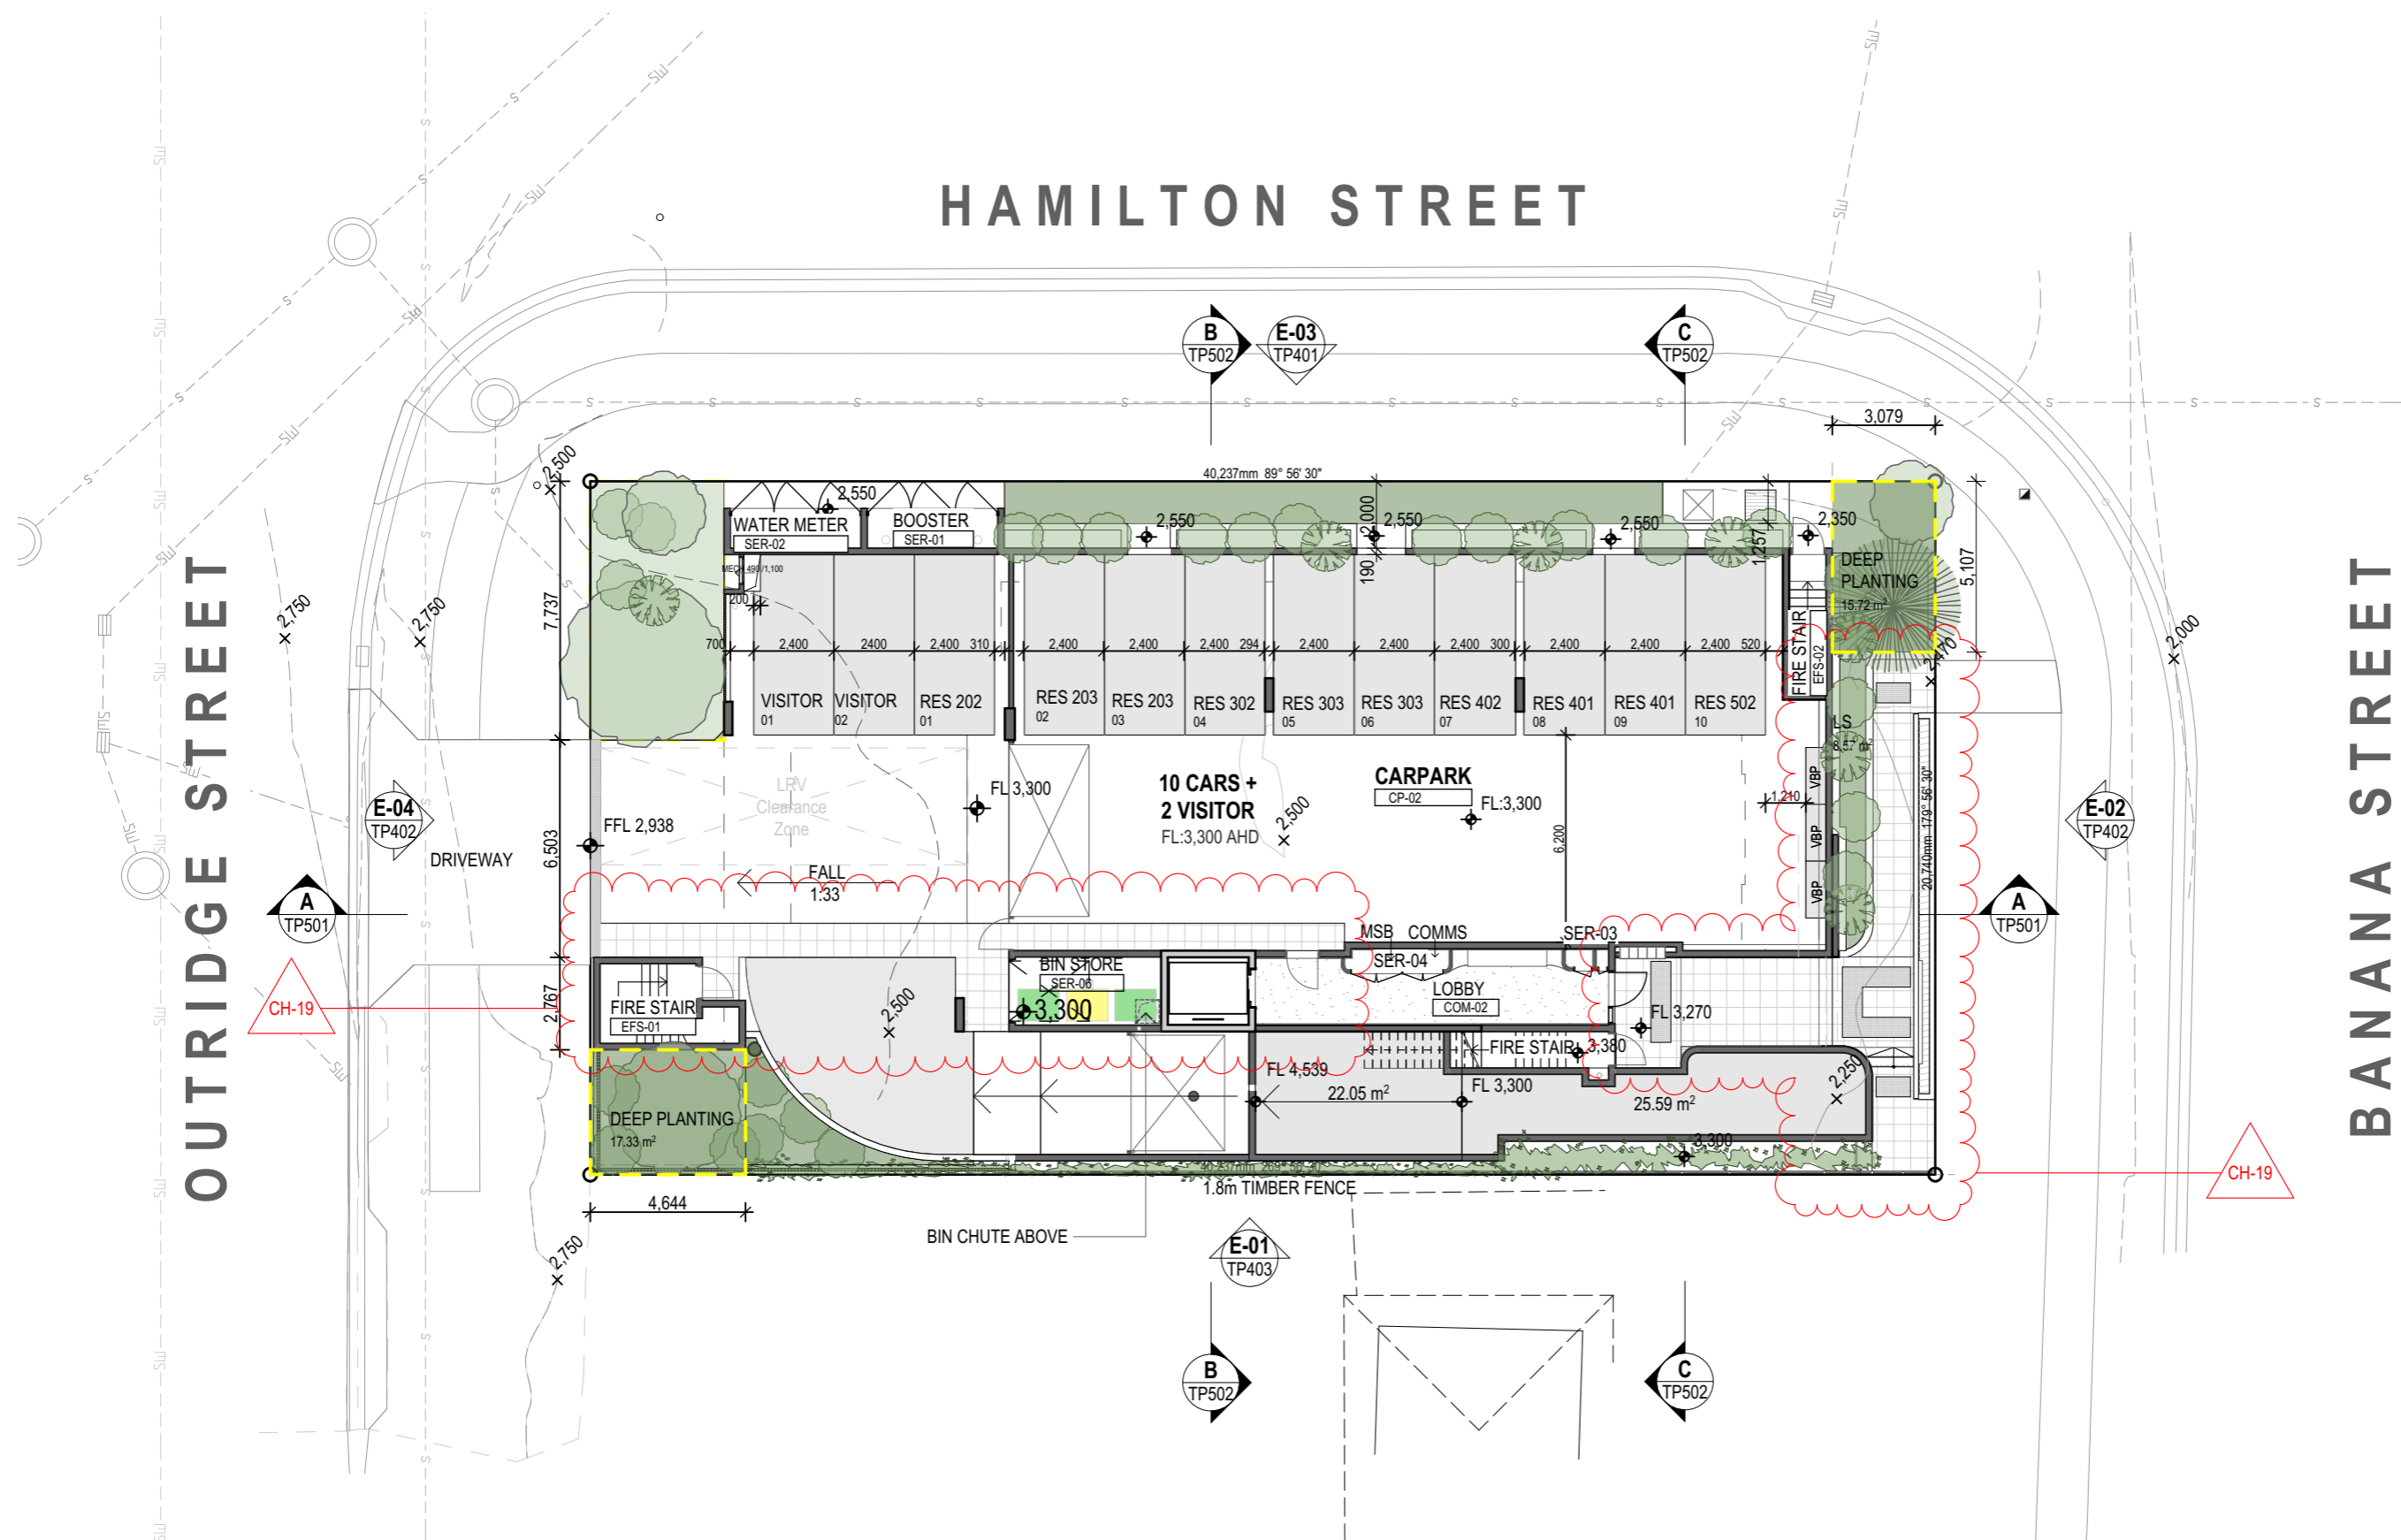 HAMILTON STREET
OUTRIDGE STREET
BANANA STREET
B
TP502
E-03
TP401
C
TP502
3,079
2,500
40,237mm 89° 56' 30"
2,550
WATER METER
SER-02
BOOSTER
SER-01
2,550
2,000
2,550
2,550
1,257
2,350
190
DEEP
PLANTING
15.72 m²
5,107
2,470
2,000
2,750
2,750
7,737
200
700
2,400
2400
2,400
310
2,400
2,400
2,400
294
2,400
2,400
2,400
300
2,400
2,400
2,400
520
FIRE STAIR
EFS-02
VISITOR
01
VISITOR
02
RES 202
01
RES 203
02
RES 203
03
RES 302
04
RES 303
05
RES 303
06
RES 402
07
RES 401
08
RES 401
09
RES 502
10
LS
8.57 m²
LRV
Clearance
Zone
FL 3,300
10 CARS +
2 VISITOR
FL:3,300 AHD
2,500
CARPARK
CP-02
FL:3,300
1,210
VBP
VBP
VBP
20,740mm 179° 56' 30"
E-04
TP402
E-02
TP402
FFL 2,938
6,503
DRIVEWAY
6,200
FALL
1:33
A
TP501
A
TP501
MSB
COMMS
SER-03
SER-04
BIN STORE
SER-06
3,300
LOBBY
COM-02
FL 3,270
CH-19
2,767
FIRE STAIR
EFS-01
2,500
FIRE STAIR
3,380
FL 4,539
FL 3,300
22.05 m²
25.59 m²
2,250
DEEP PLANTING
17.33 m²
3,300
40,237mm 269° 56' 30"
1.8m TIMBER FENCE
CH-19
4,644
2,750
BIN CHUTE ABOVE
E-01
TP403
B
TP502
C
TP502